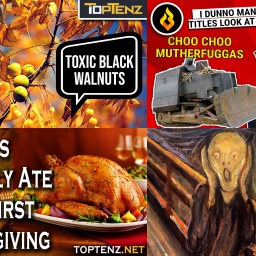 TOPTENZ
TOXIC BLACK
WALNUTS
I DUNNO MAN
TITLES LOOK AT
CHOO CHOO
MUTHERFUGGAS
S
LY ATE
IRST
GIVING
TOPTENZ.NET